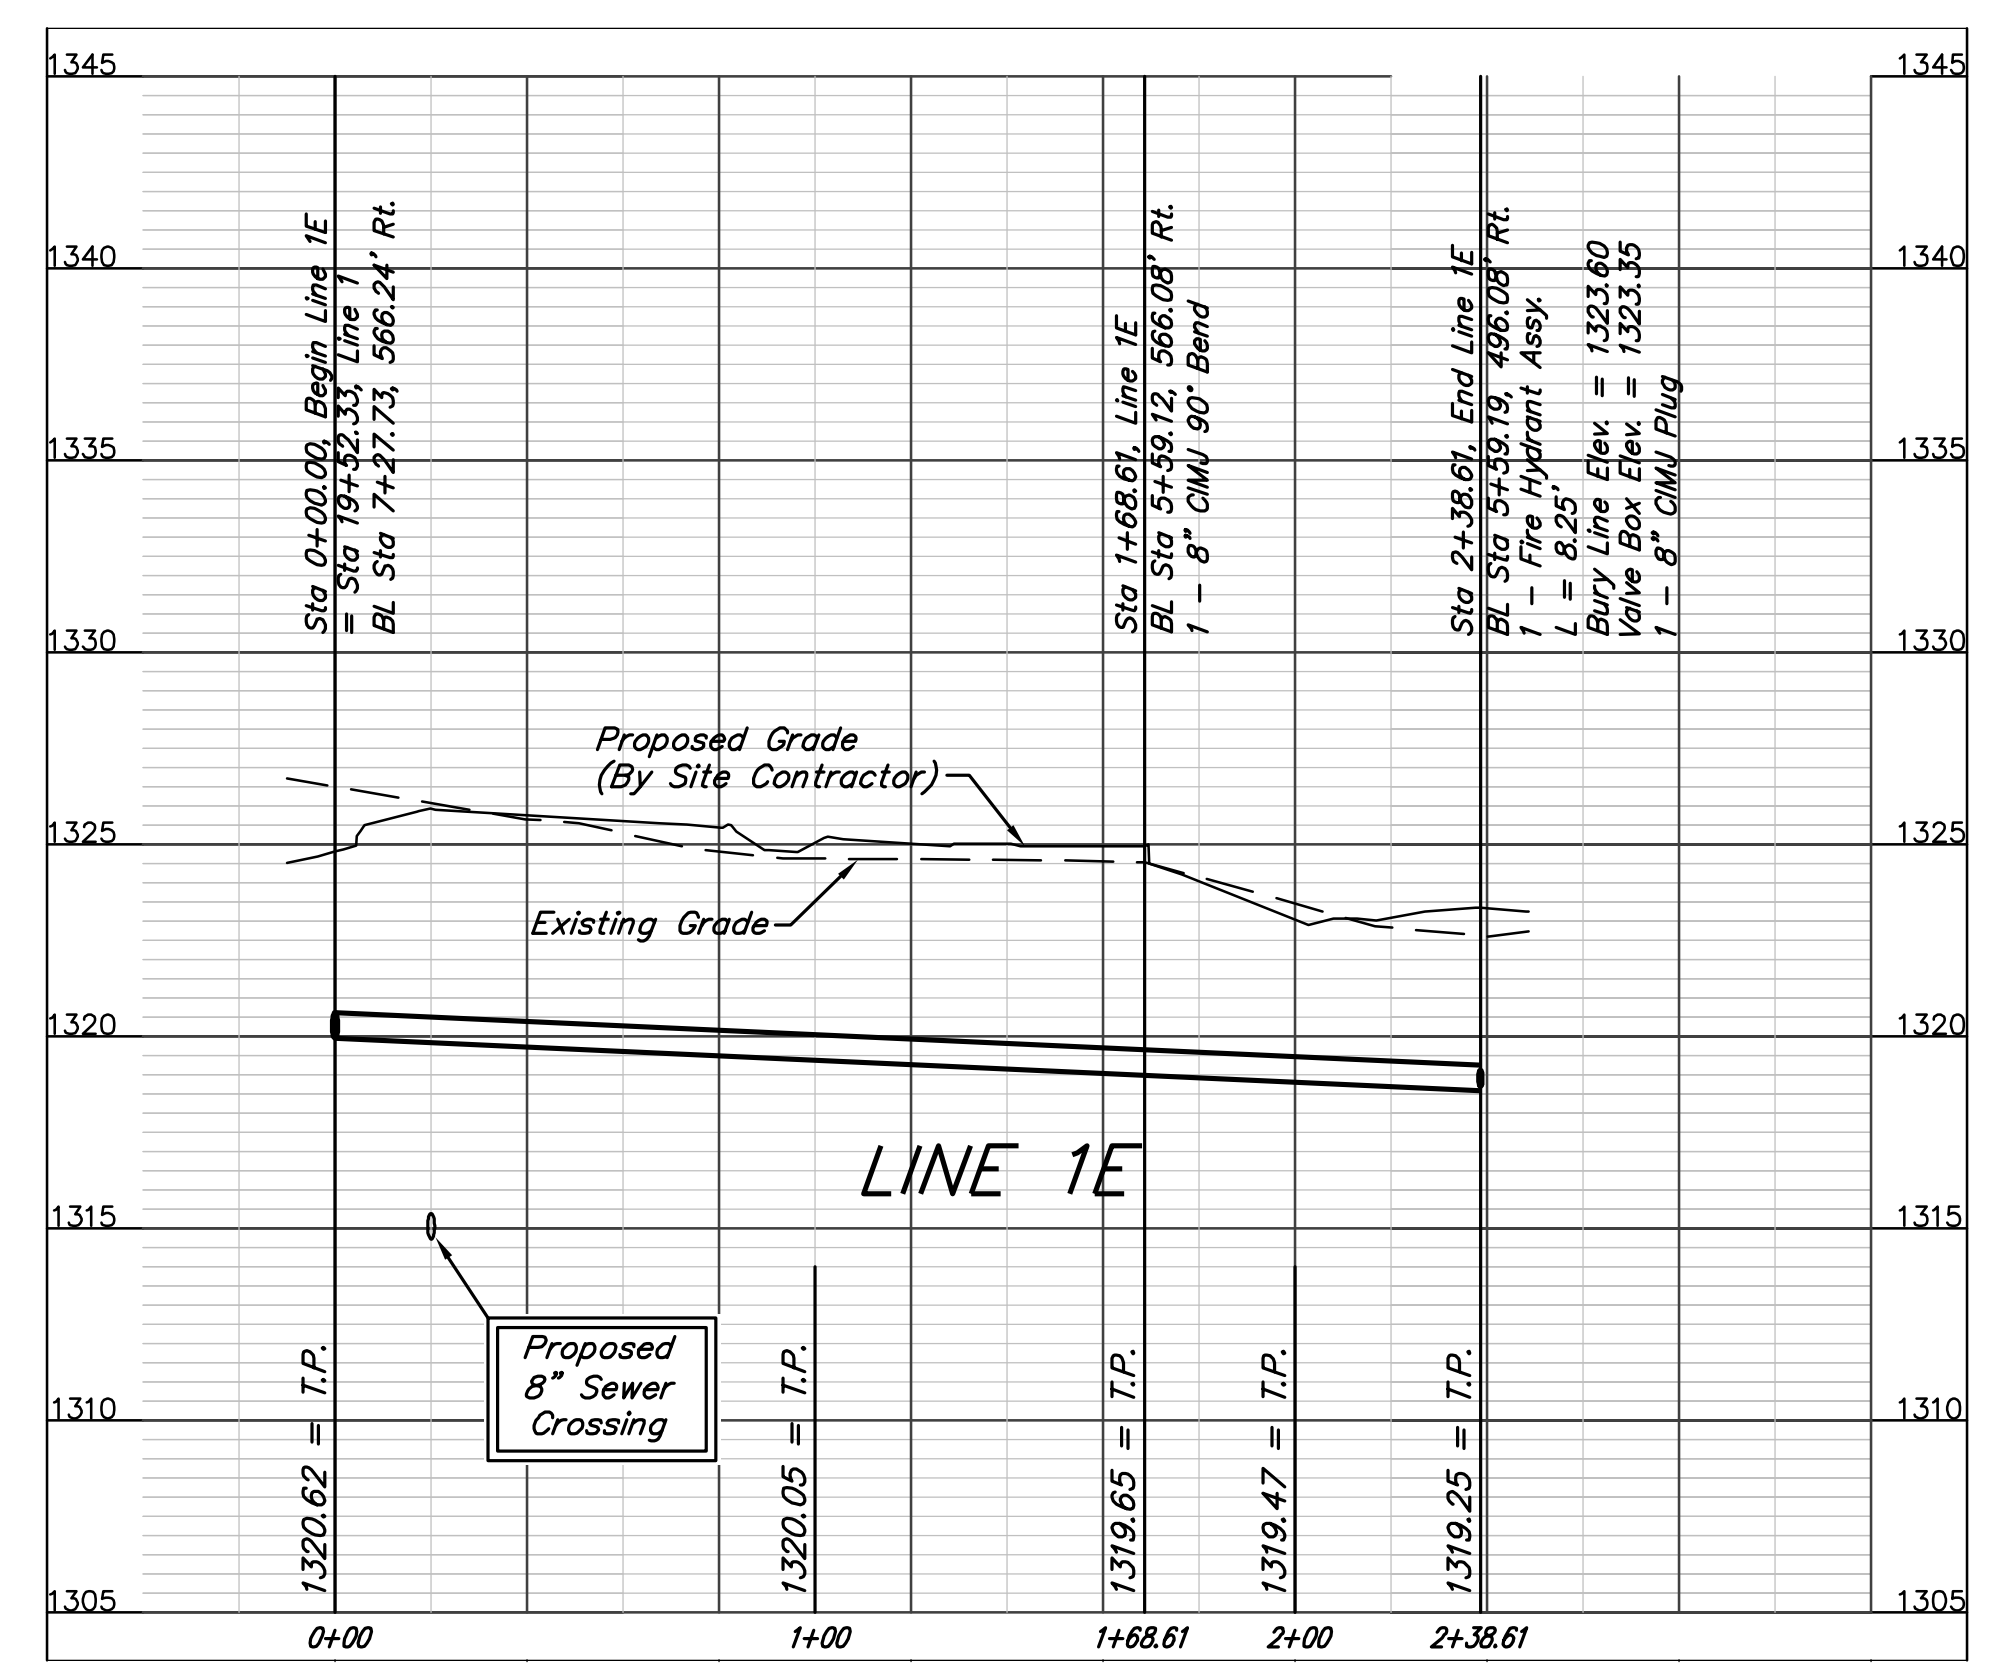 1345
1340
1335
1330
1325
1320
1315
1310
1305
1345
1340
1335
1330
1325
1320
1315
1310
1305
Sta 0+00.00, Begin Line 1E
= Sta 19+52.33, Line 1
BL Sta 7+27.73, 566.24' Rt.
Sta 1+68.61, Line 1E
BL Sta 5+59.12, 566.08' Rt.
1 - 8" CIMJ 90° Bend
Sta 2+38.61, End Line 1E
BL Sta 5+59.19, 496.08' Rt.
1 - Fire Hydrant Assy.
L = 8.25'
Bury Line Elev. = 1323.60
Valve Box Elev. = 1323.35
1 - 8" CIMJ Plug
Proposed Grade
(By Site Contractor)
Existing Grade
LINE 1E
Proposed
8" Sewer
Crossing
1320.62 = T.P.
1320.05 = T.P.
1319.65 = T.P.
1319.47 = T.P.
1319.25 = T.P.
0+00
1+00
1+68.61
2+00
2+38.61